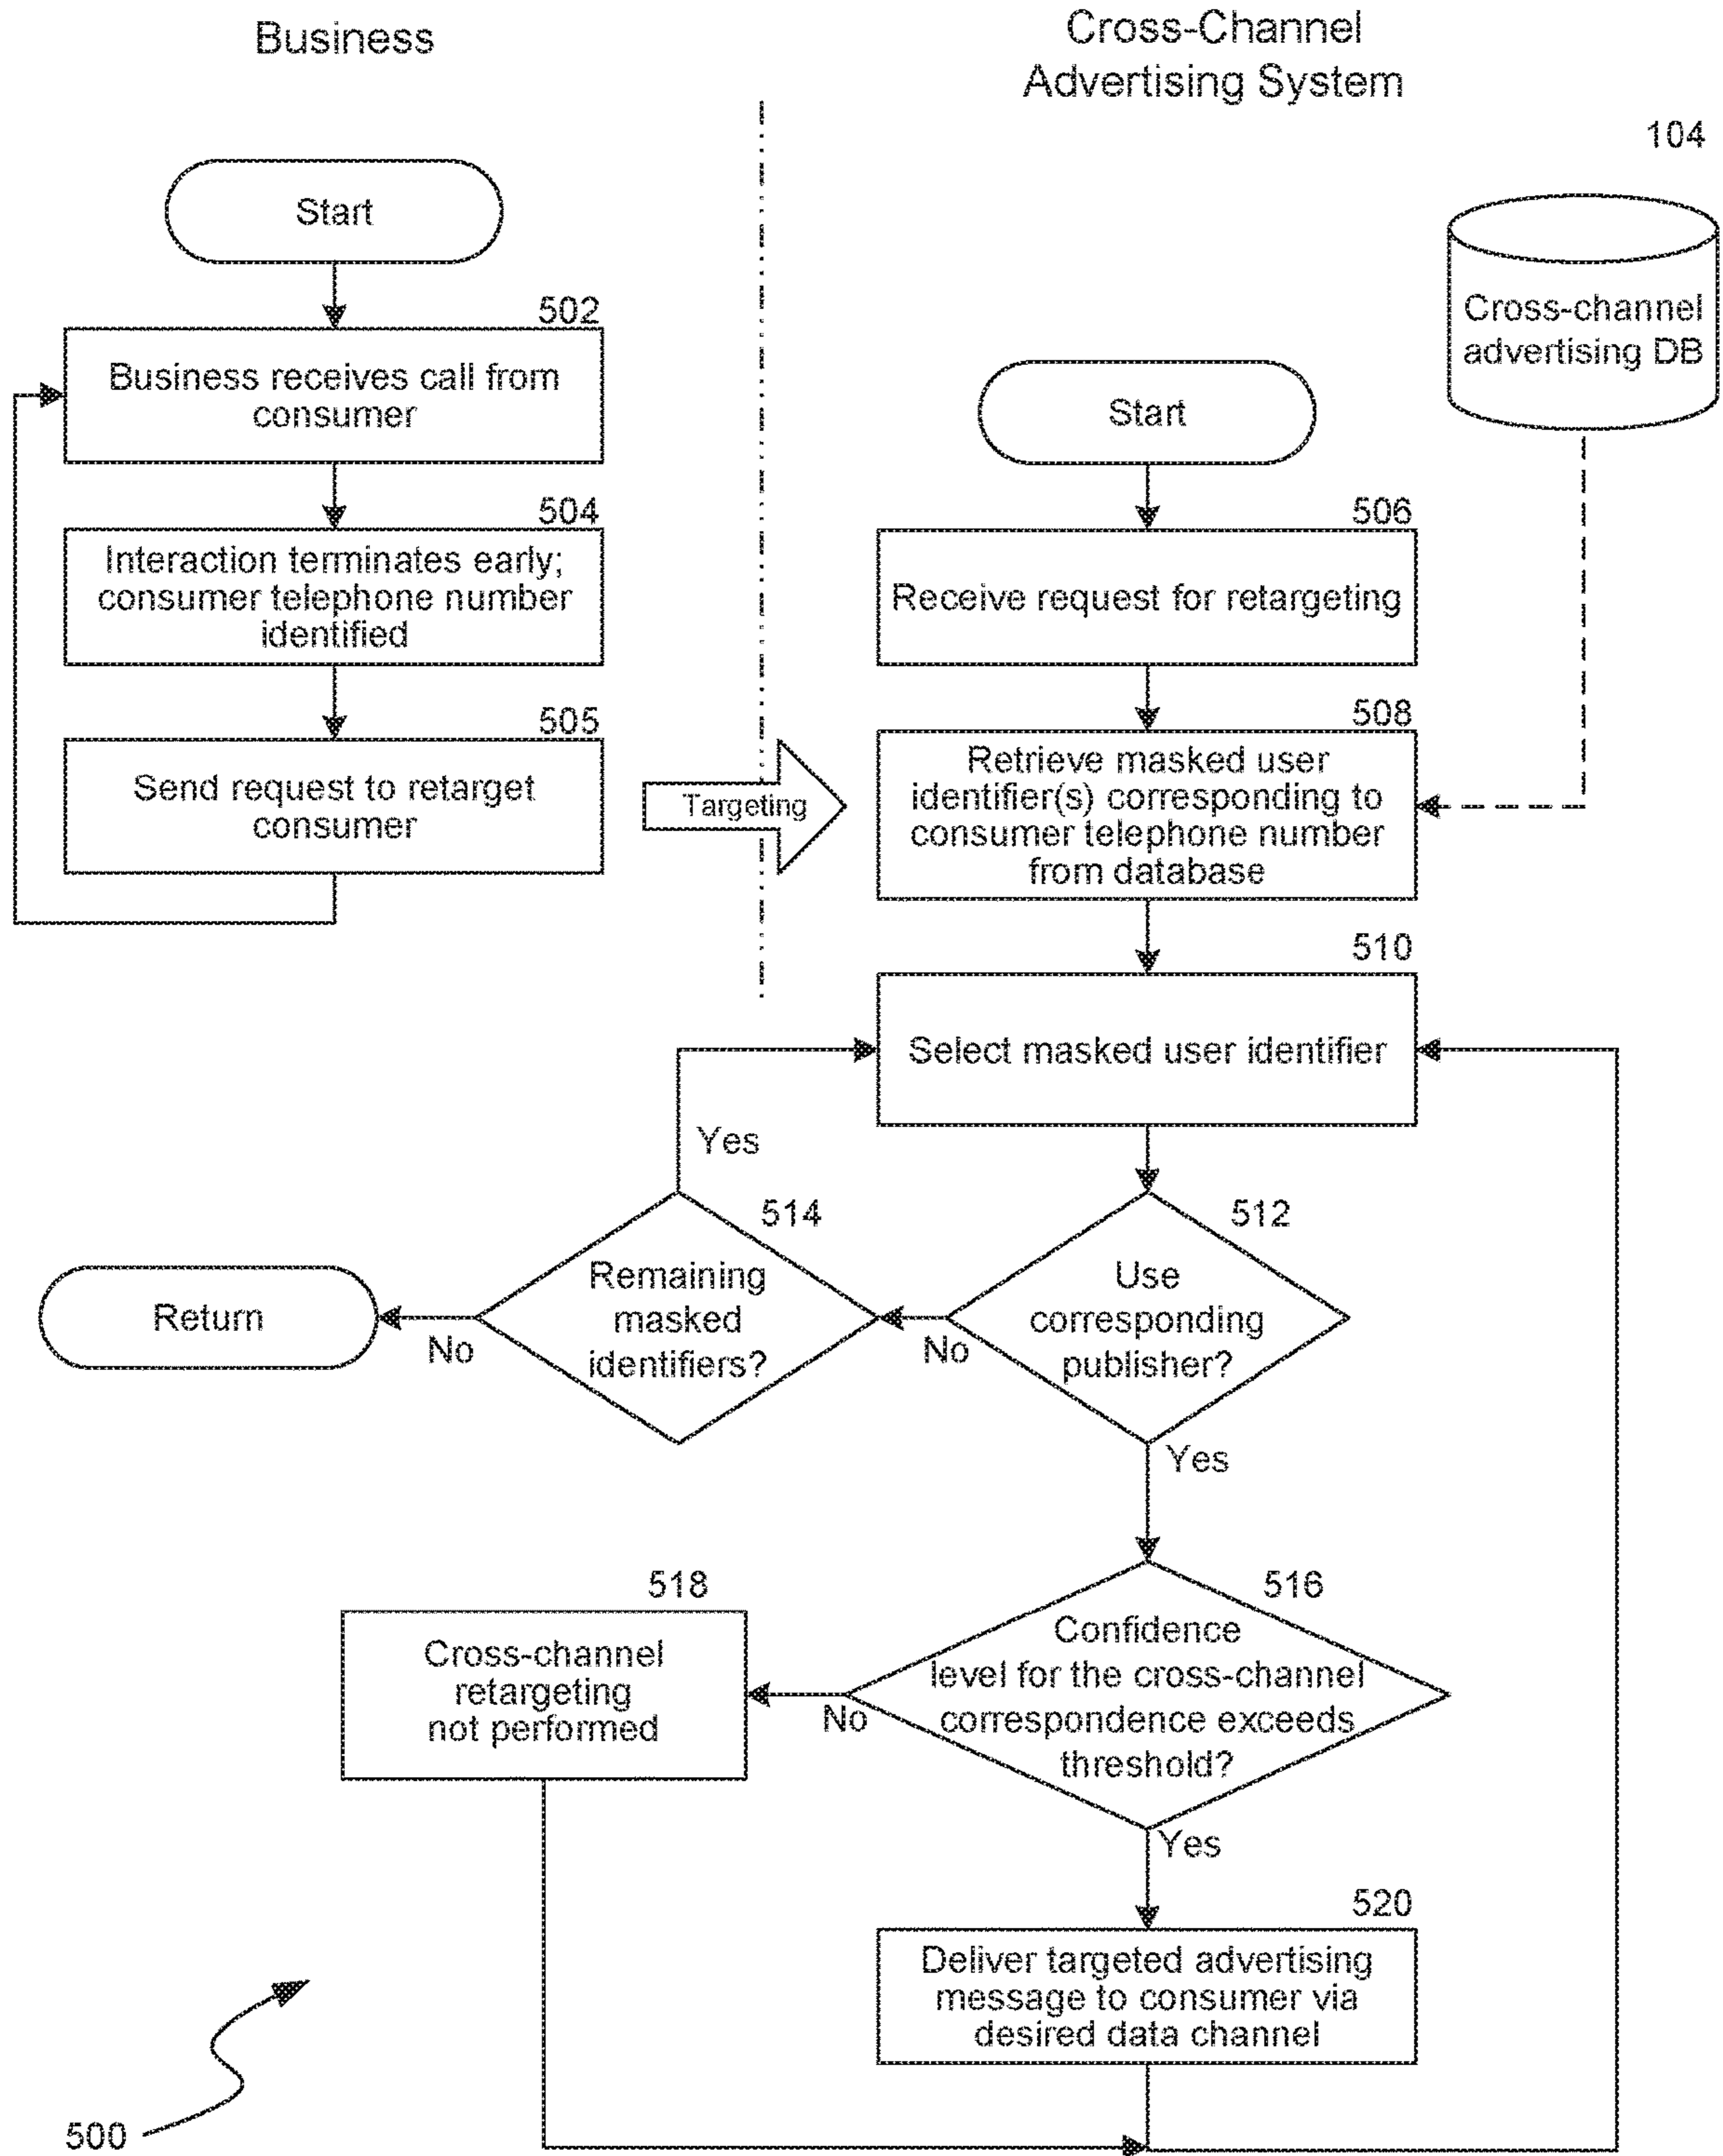 Business
Cross-Channel
Advertising System
104
Start
502
Business receives call from
consumer
504
Interaction terminates early;
consumer telephone number
identified
505
Send request to retarget
consumer
Targeting
Cross-channel
advertising DB
Start
506
Receive request for retargeting
508
Retrieve masked user
identifier(s) corresponding to
consumer telephone number
from database
510
Select masked user identifier
Yes
514
Remaining
masked
identifiers?
512
Use
corresponding
publisher?
Return
No
No
Yes
516
Confidence
level for the cross-channel
correspondence exceeds
threshold?
518
Cross-channel
retargeting
not performed
No
Yes
520
Deliver targeted advertising
message to consumer via
desired data channel
500